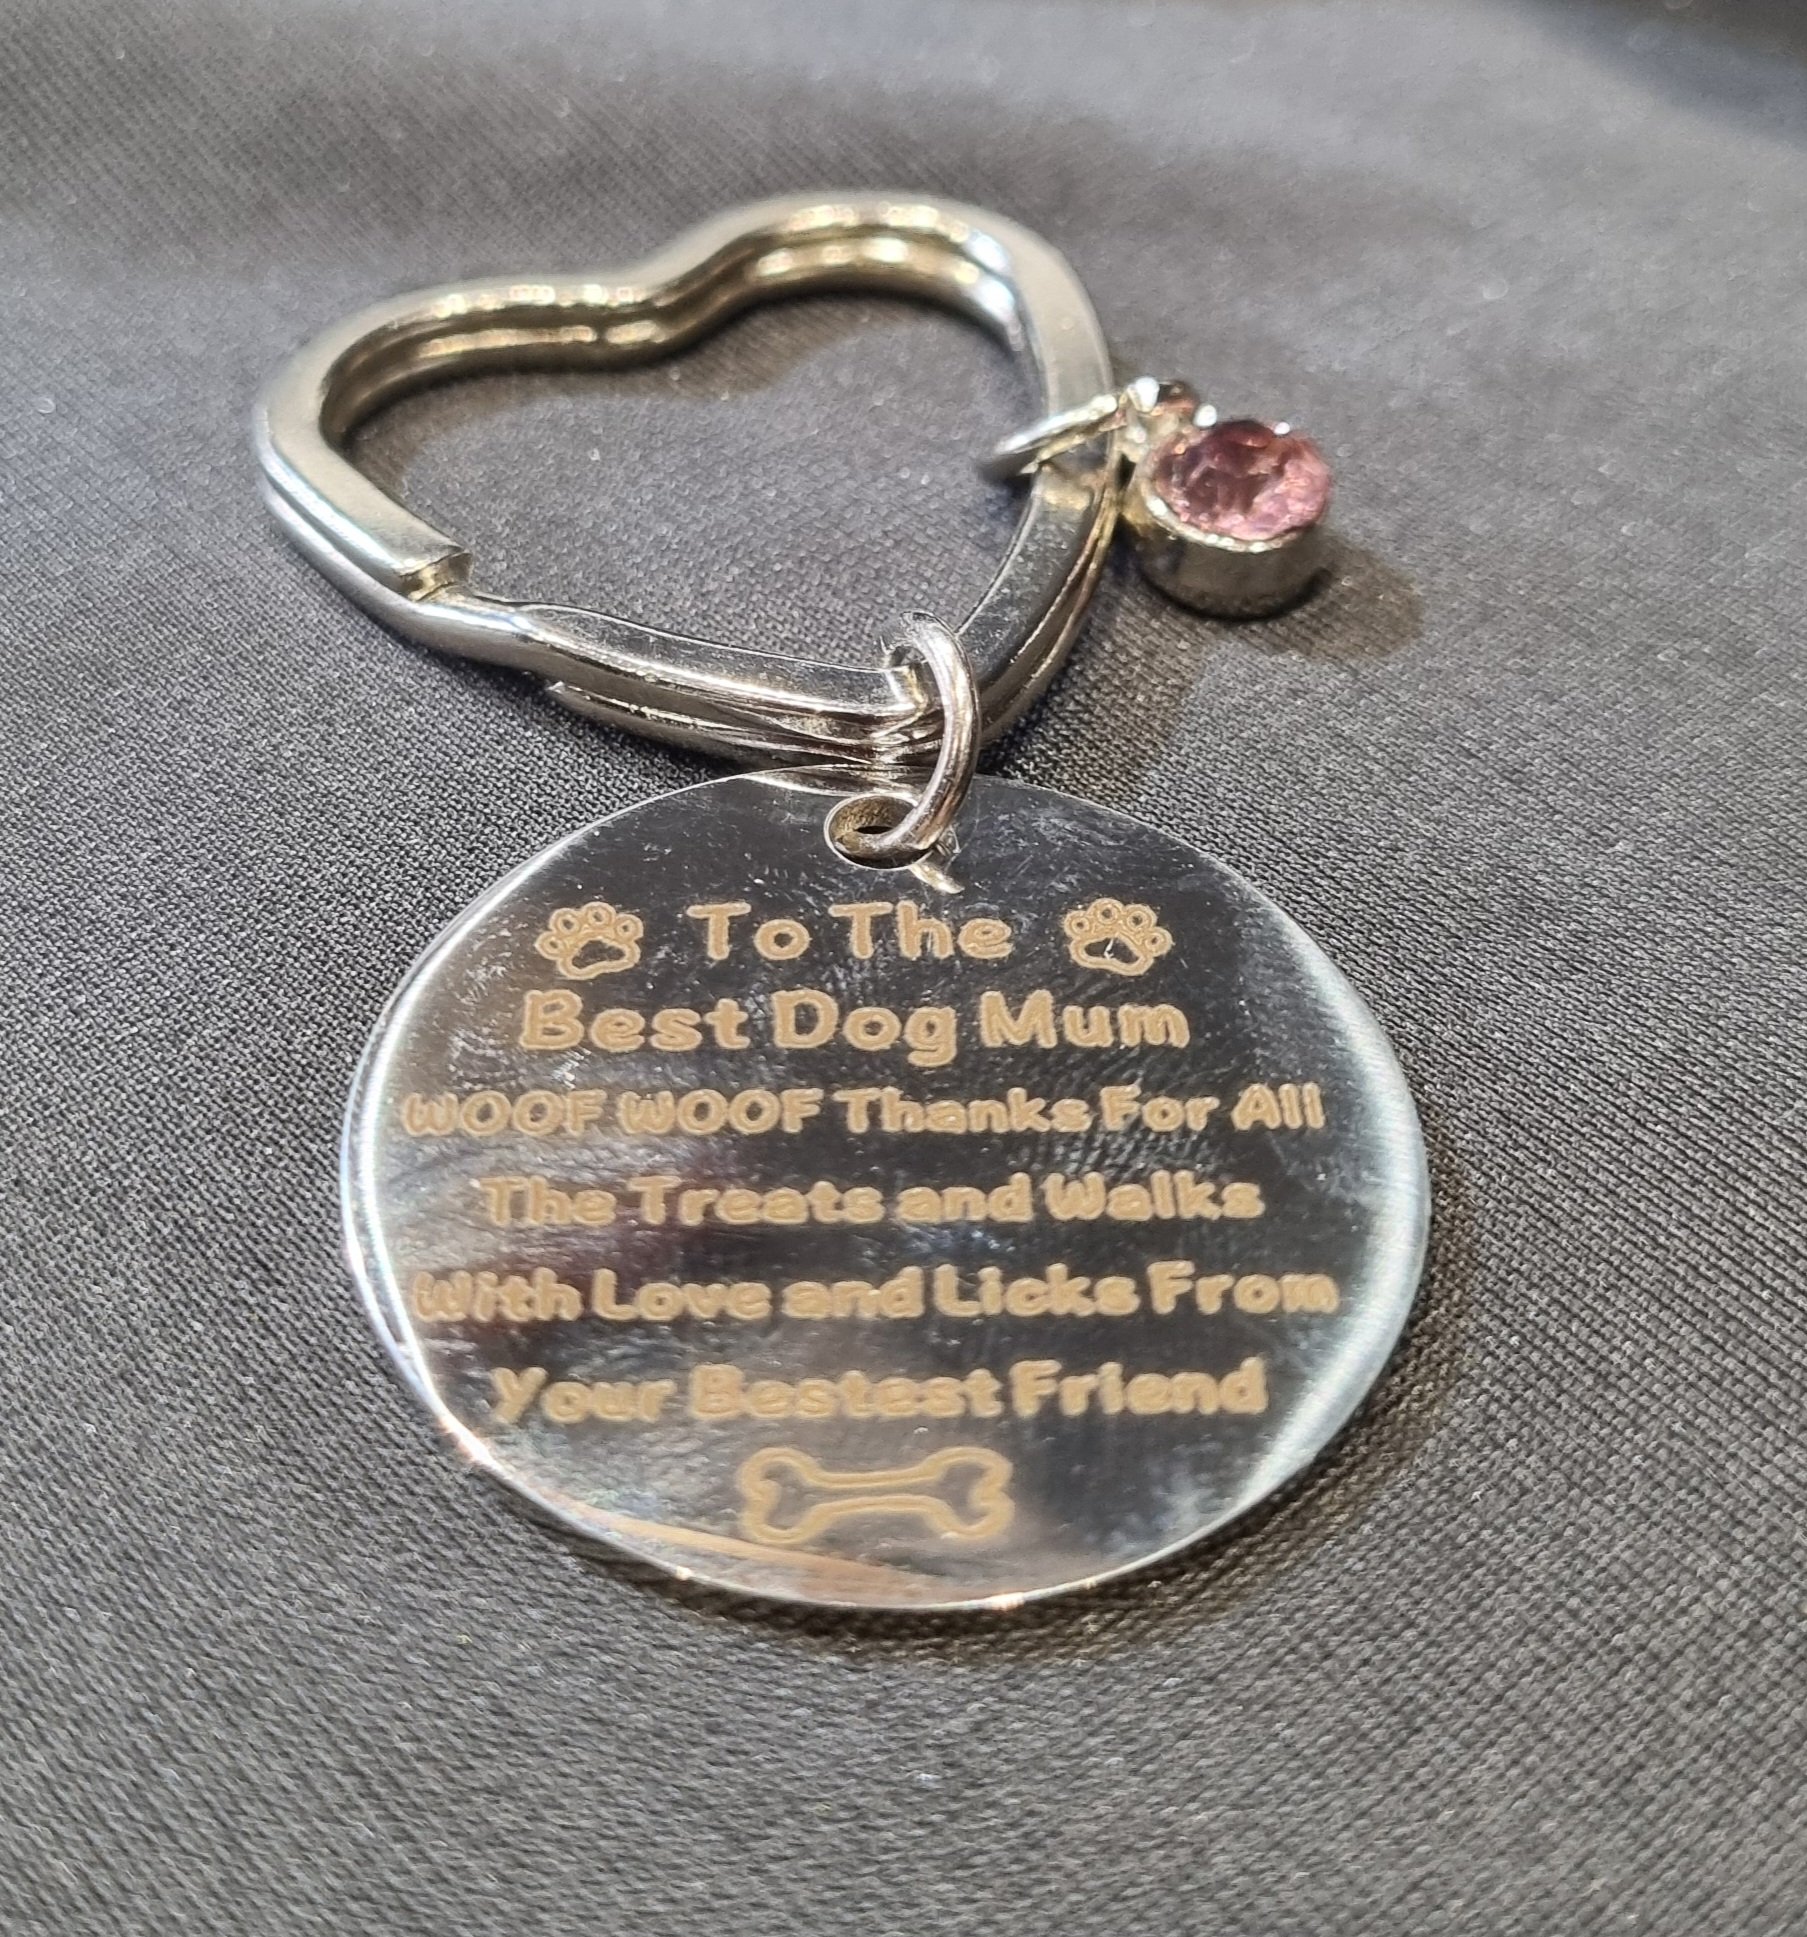 To The
Best Dog Mum
WOOF WOOF Thanks For All
The Treats and Walks
With Love and Licks From
Your Bestest Friend